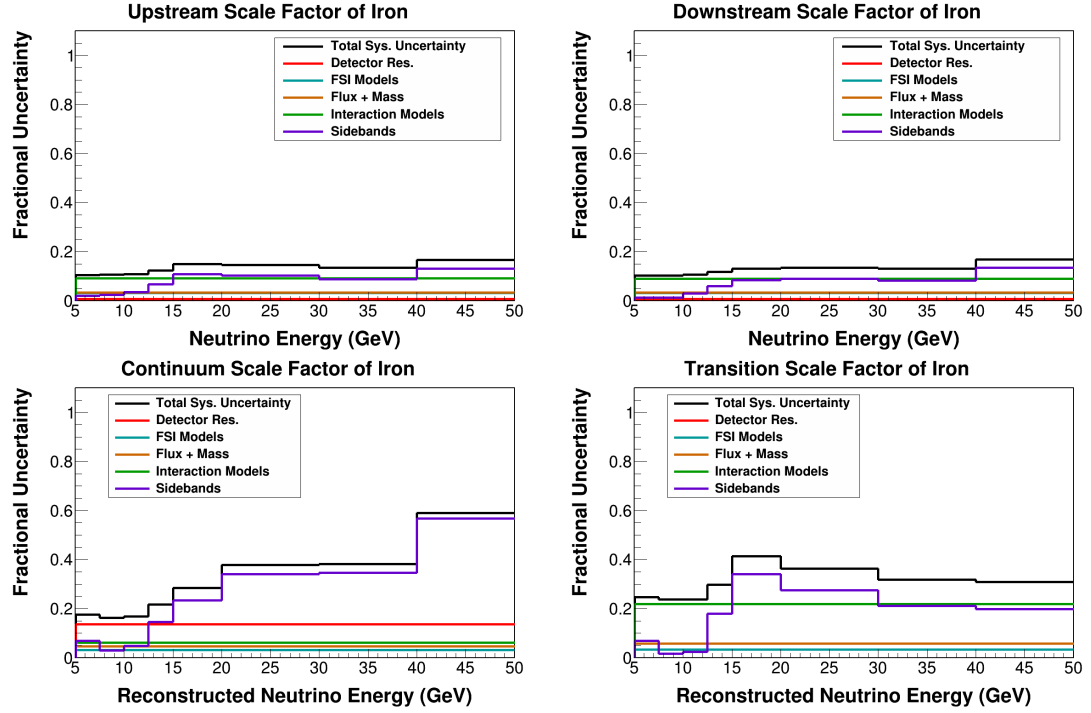 Upstream Scale Factor of Iron
Fractional Uncertainty
1
0.8
0.6
0.4
0.2
0
Total Sys. Uncertainty
Detector Res.
FSI Models
Flux + Mass
Interaction Models
Sidebands
5 10 15 20 25 30 35 40 45 50
Neutrino Energy (GeV)
Downstream Scale Factor of Iron
Fractional Uncertainty
1
0.8
0.6
0.4
0.2
0
Total Sys. Uncertainty
Detector Res.
FSI Models
Flux + Mass
Interaction Models
Sidebands
5 10 15 20 25 30 35 40 45 50
Neutrino Energy (GeV)
Continuum Scale Factor of Iron
Fractional Uncertainty
1
0.8
0.6
0.4
0.2
0
Total Sys. Uncertainty
Detector Res.
FSI Models
Flux + Mass
Interaction Models
Sidebands
5 10 15 20 25 30 35 40 45 50
Reconstructed Neutrino Energy (GeV)
Transition Scale Factor of Iron
Fractional Uncertainty
1
0.8
0.6
0.4
0.2
0
Total Sys. Uncertainty
Detector Res.
FSI Models
Flux + Mass
Interaction Models
Sidebands
5 10 15 20 25 30 35 40 45 50
Reconstructed Neutrino Energy (GeV)